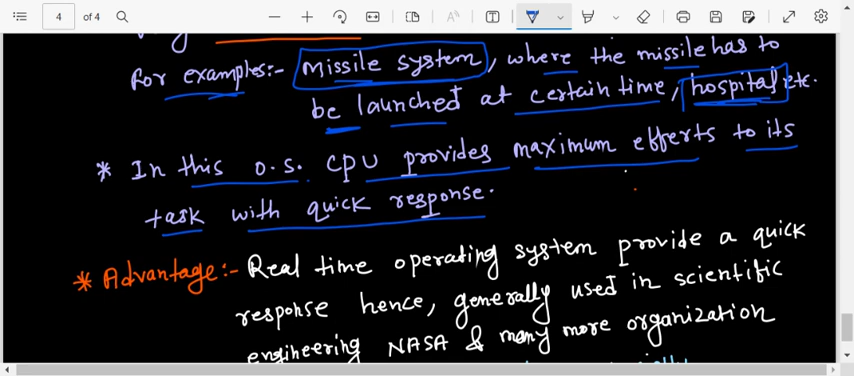 4 of 4
for examples:- missile system, where the missile has to
be launched at certain time, hospital etc.
* In this O.S. CPU provides maximum efforts to its
task with quick response.
* Advantage:- Real time operating system provide a quick
response hence, generally used in scientific
engineering NASA & many more organization